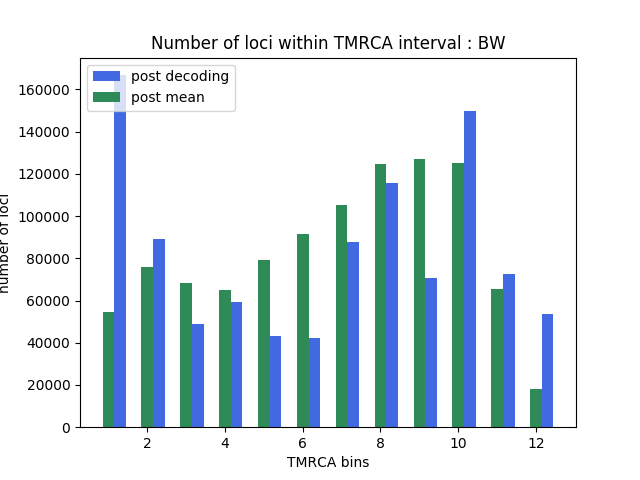 Number of loci within TMRCA interval : BW
post decoding
post mean
160000
140000
120000
100000
80000
60000
40000
20000
0
number of loci
2 4 6 8 10 12
TMRCA bins